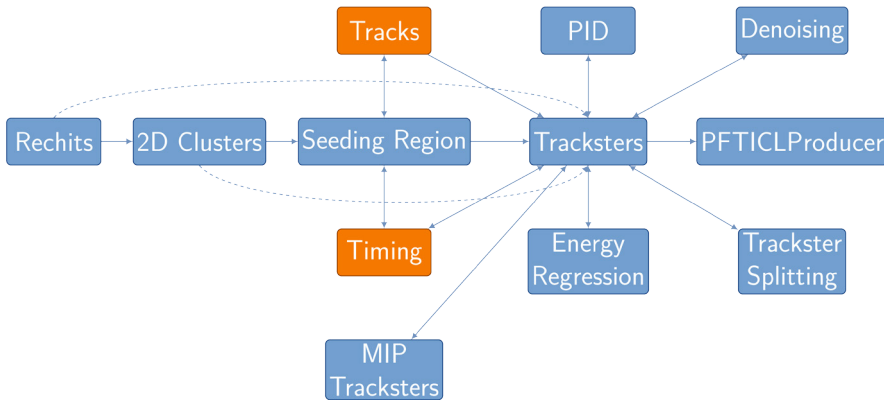 Tracks
PID
Denoising
Rechits
2D Clusters
Seeding Region
Tracksters
PFTICLProducer
Timing
Energy
Regression
Trackster
Splitting
MIP
Tracksters